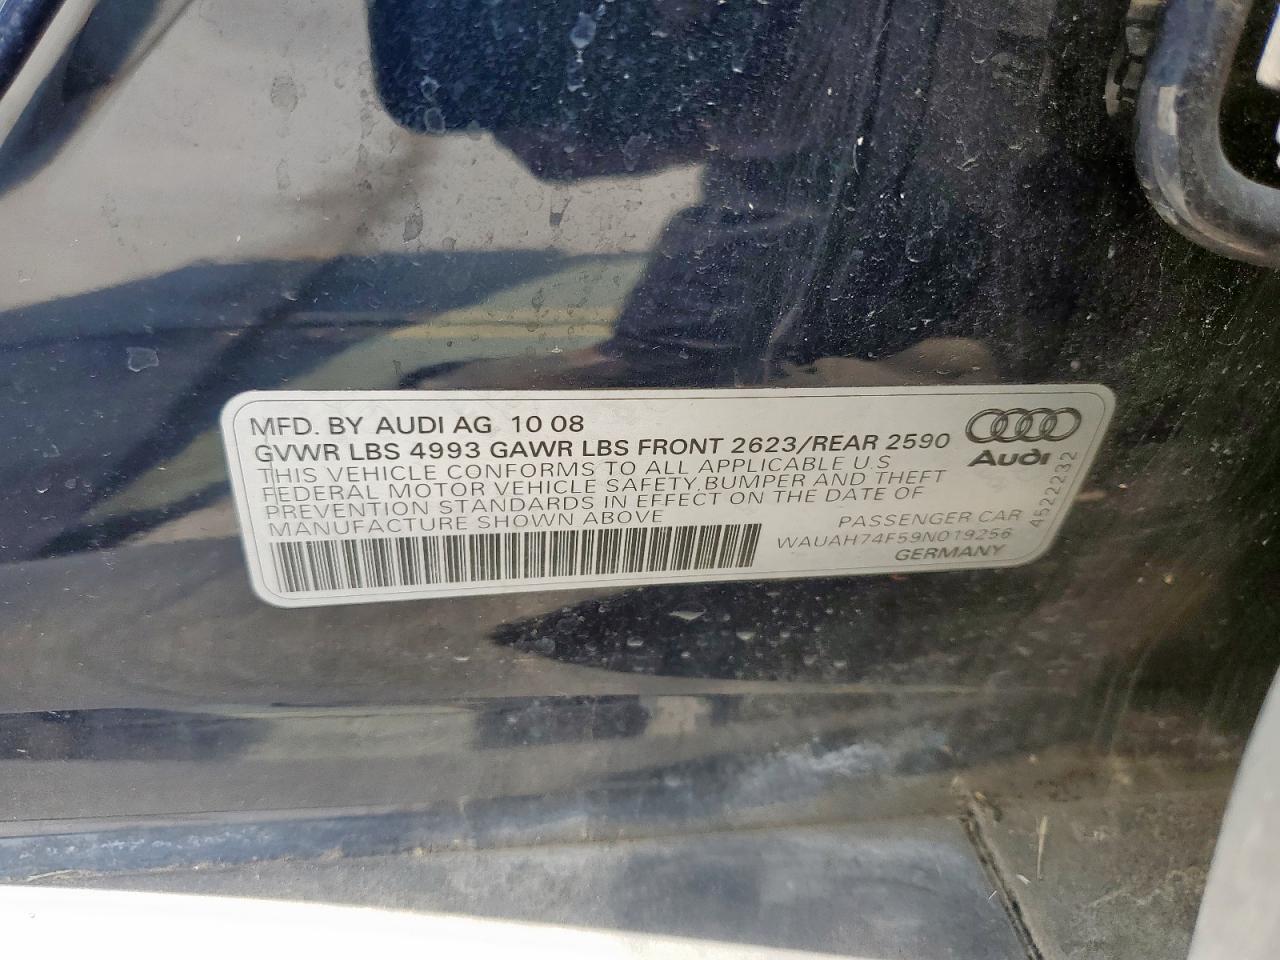 MFD. BY AUDI AG 10 08
GVWR LBS 4993 GAWR LBS FRONT 2623/REAR 2590
THIS VEHICLE CONFORMS TO ALL APPLICABLE U.S
FEDERAL MOTOR VEHICLE SAFETY, BUMPER AND THEFT
PREVENTION STANDARDS IN EFFECT ON THE DATE OF
MANUFACTURE SHOWN ABOVE
PASSENGER CAR
WAUAH74F59N019256
GERMANY
Audi
4522232